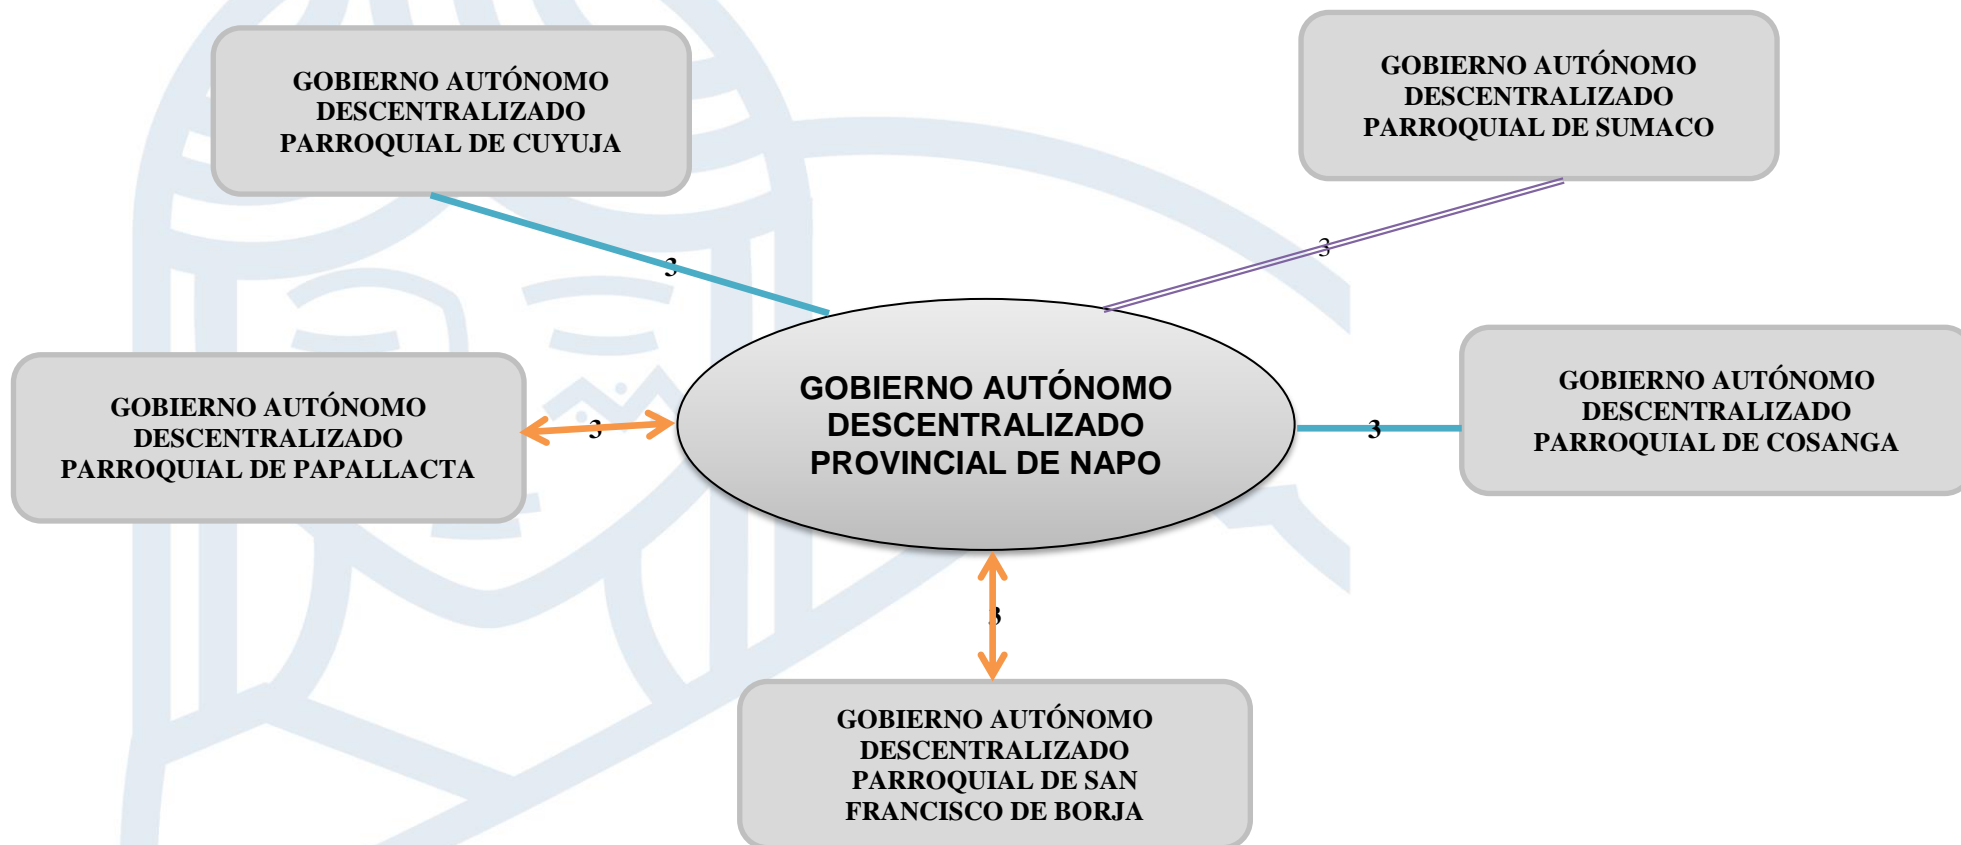 GOBIERNO AUTÓNOMO
DESCENTRALIZADO
PARROQUIAL DE CUYUJA
GOBIERNO AUTÓNOMO
DESCENTRALIZADO
PARROQUIAL DE SUMACO
3
3
GOBIERNO AUTÓNOMO
DESCENTRALIZADO
PARROQUIAL DE PAPALLACTA
3
GOBIERNO AUTÓNOMO
DESCENTRALIZADO
PROVINCIAL DE NAPO
3
GOBIERNO AUTÓNOMO
DESCENTRALIZADO
PARROQUIAL DE COSANGA
3
GOBIERNO AUTÓNOMO
DESCENTRALIZADO
PARROQUIAL DE SAN
FRANCISCO DE BORJA